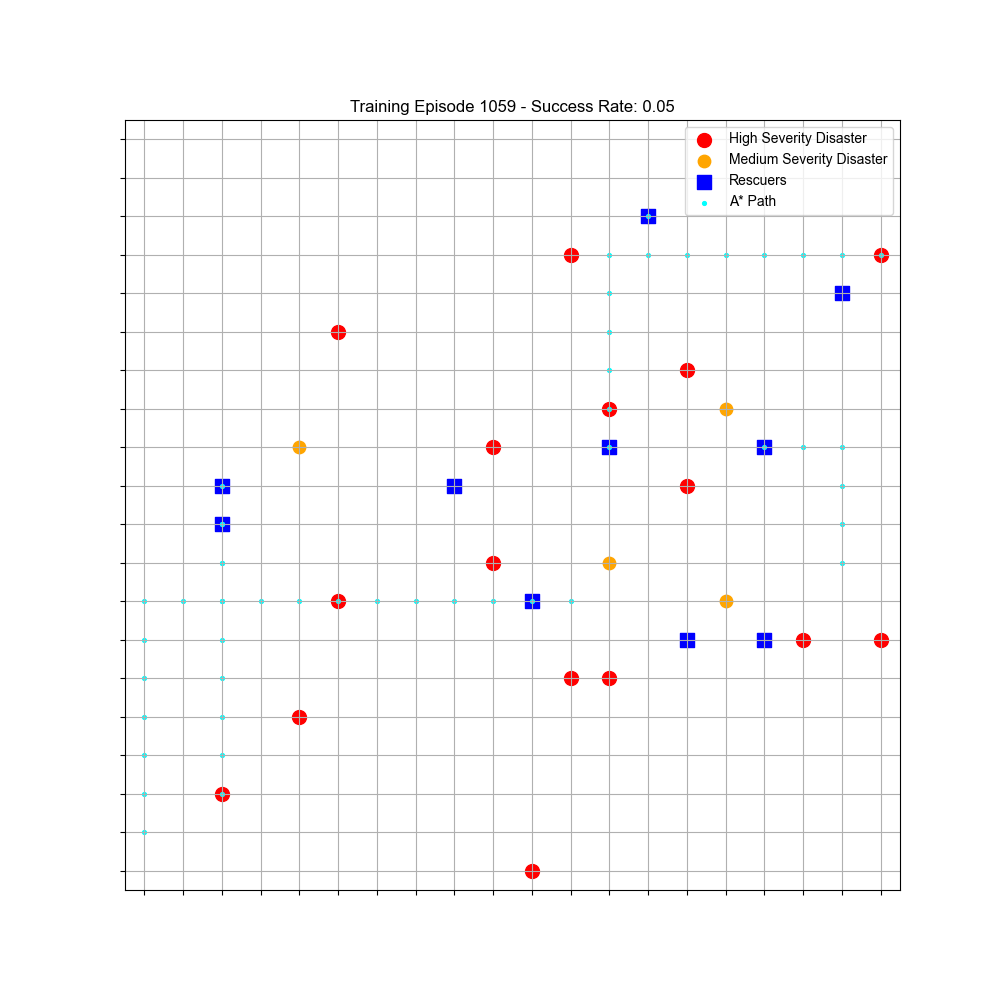 Training Episode 1059 - Success Rate: 0.05
High Severity Disaster
Medium Severity Disaster
Rescuers
A* Path